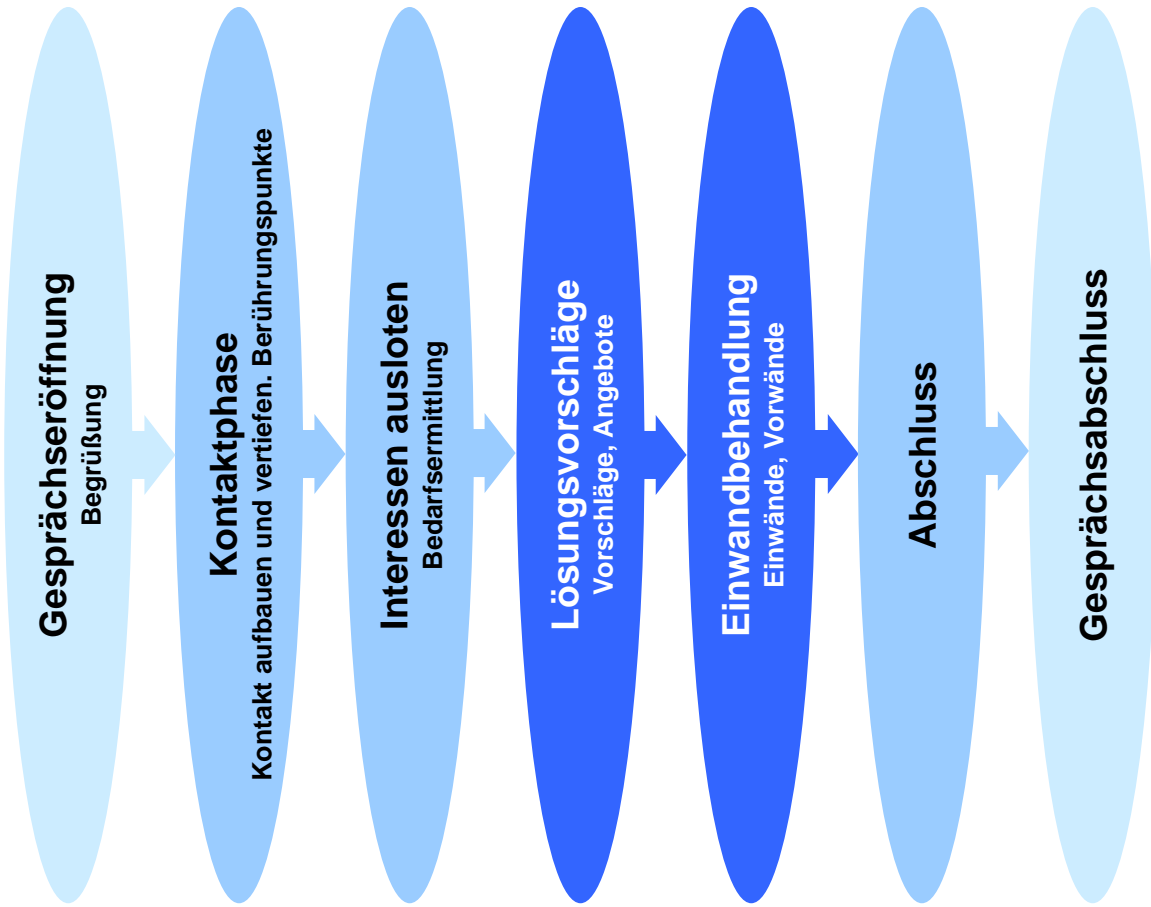 Gesprächseröffnung
Begrüßung
Kontaktphase
Kontakt aufbauen und vertiefen. Berührungspunkte
Interessen ausloten
Bedarfsermittlung
Lösungsvorschläge
Vorschläge, Angebote
Einwandbehandlung
Einwände, Vorwände
Abschluss
Gesprächsabschluss